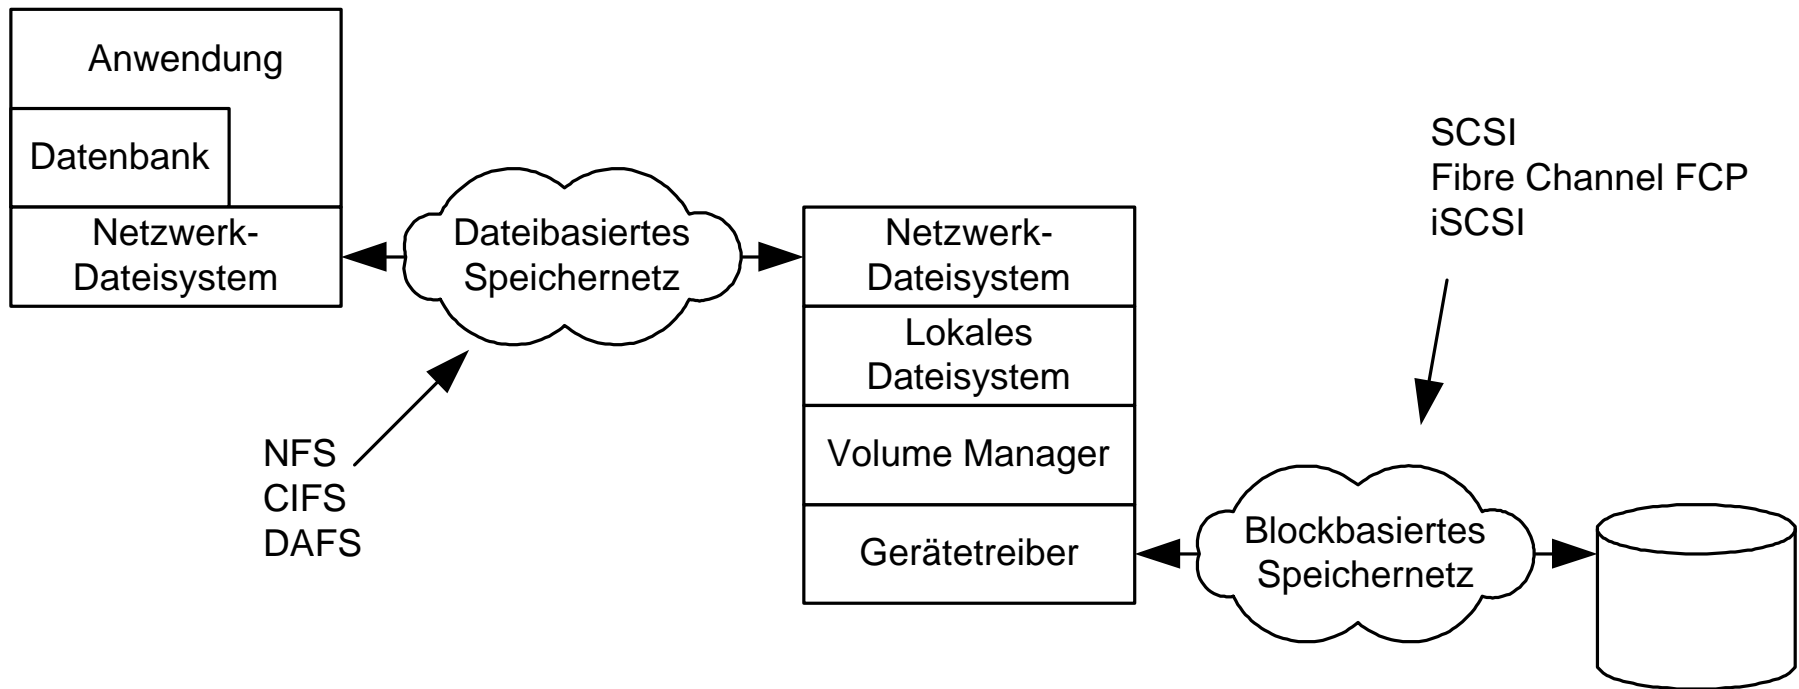 Anwendung
Datenbank
Netzwerk-
Dateisystem
Dateibasiertes
Speichernetz
NFS
CIFS
DAFS
Netzwerk-
Dateisystem
Lokales
Dateisystem
Volume Manager
Gerätetreiber
SCSI
Fibre Channel FCP
iSCSI
Blockbasiertes
Speichernetz